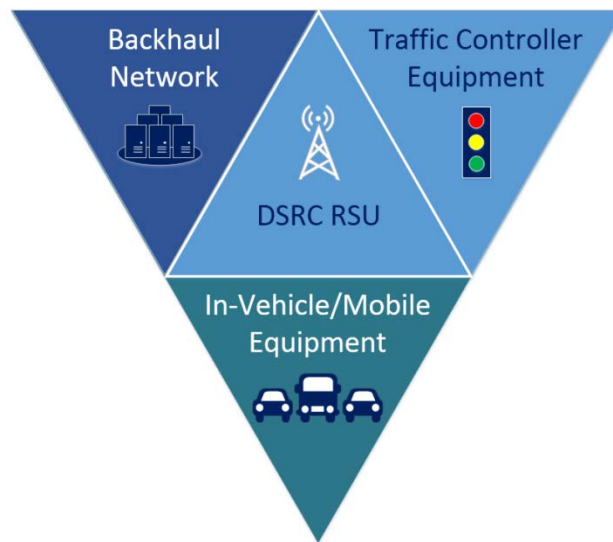 Backhaul
Network
Traffic Controller
Equipment
DSRC RSU
In-Vehicle/Mobile
Equipment